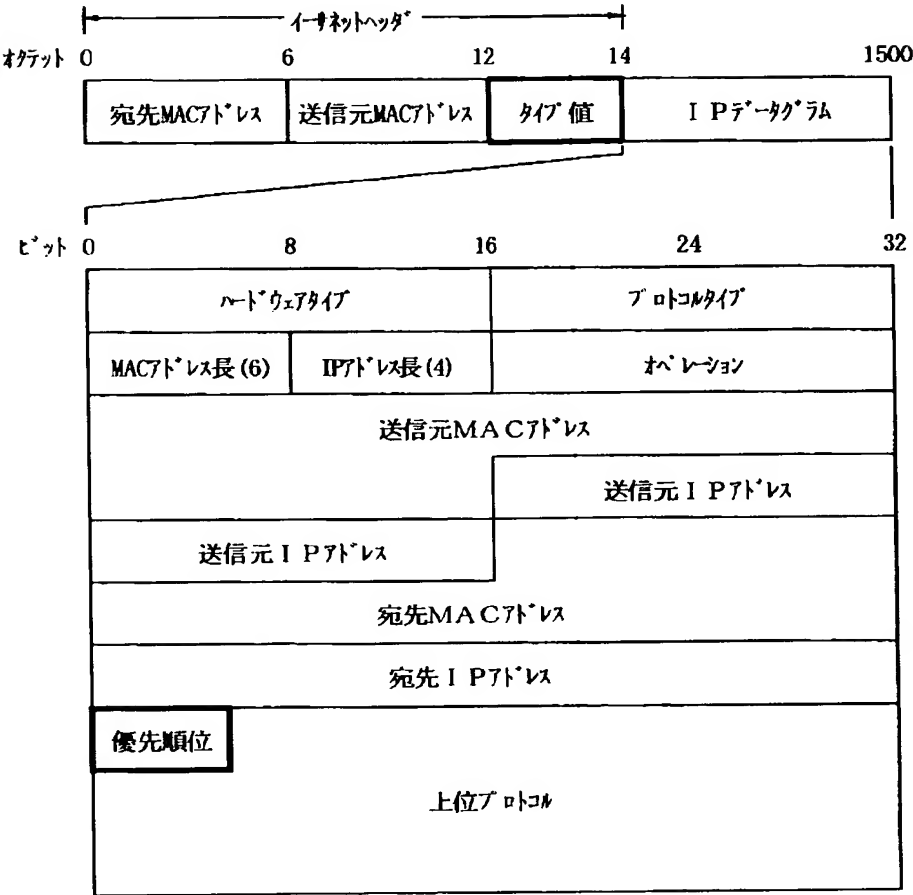 イーサネットヘッダ
オクテット 0 6 12 14 1500
宛先MACアドレス 送信元MACアドレス タイプ値 IPデータグラム
ビット 0 8 16 24 32
ハードウェアタイプ プロトコルタイプ
MACアドレス長(6) IPアドレス長(4) オペレーション
送信元MACアドレス
送信元IPアドレス
送信元IPアドレス
宛先MACアドレス
宛先IPアドレス
優先順位
上位プロトコル